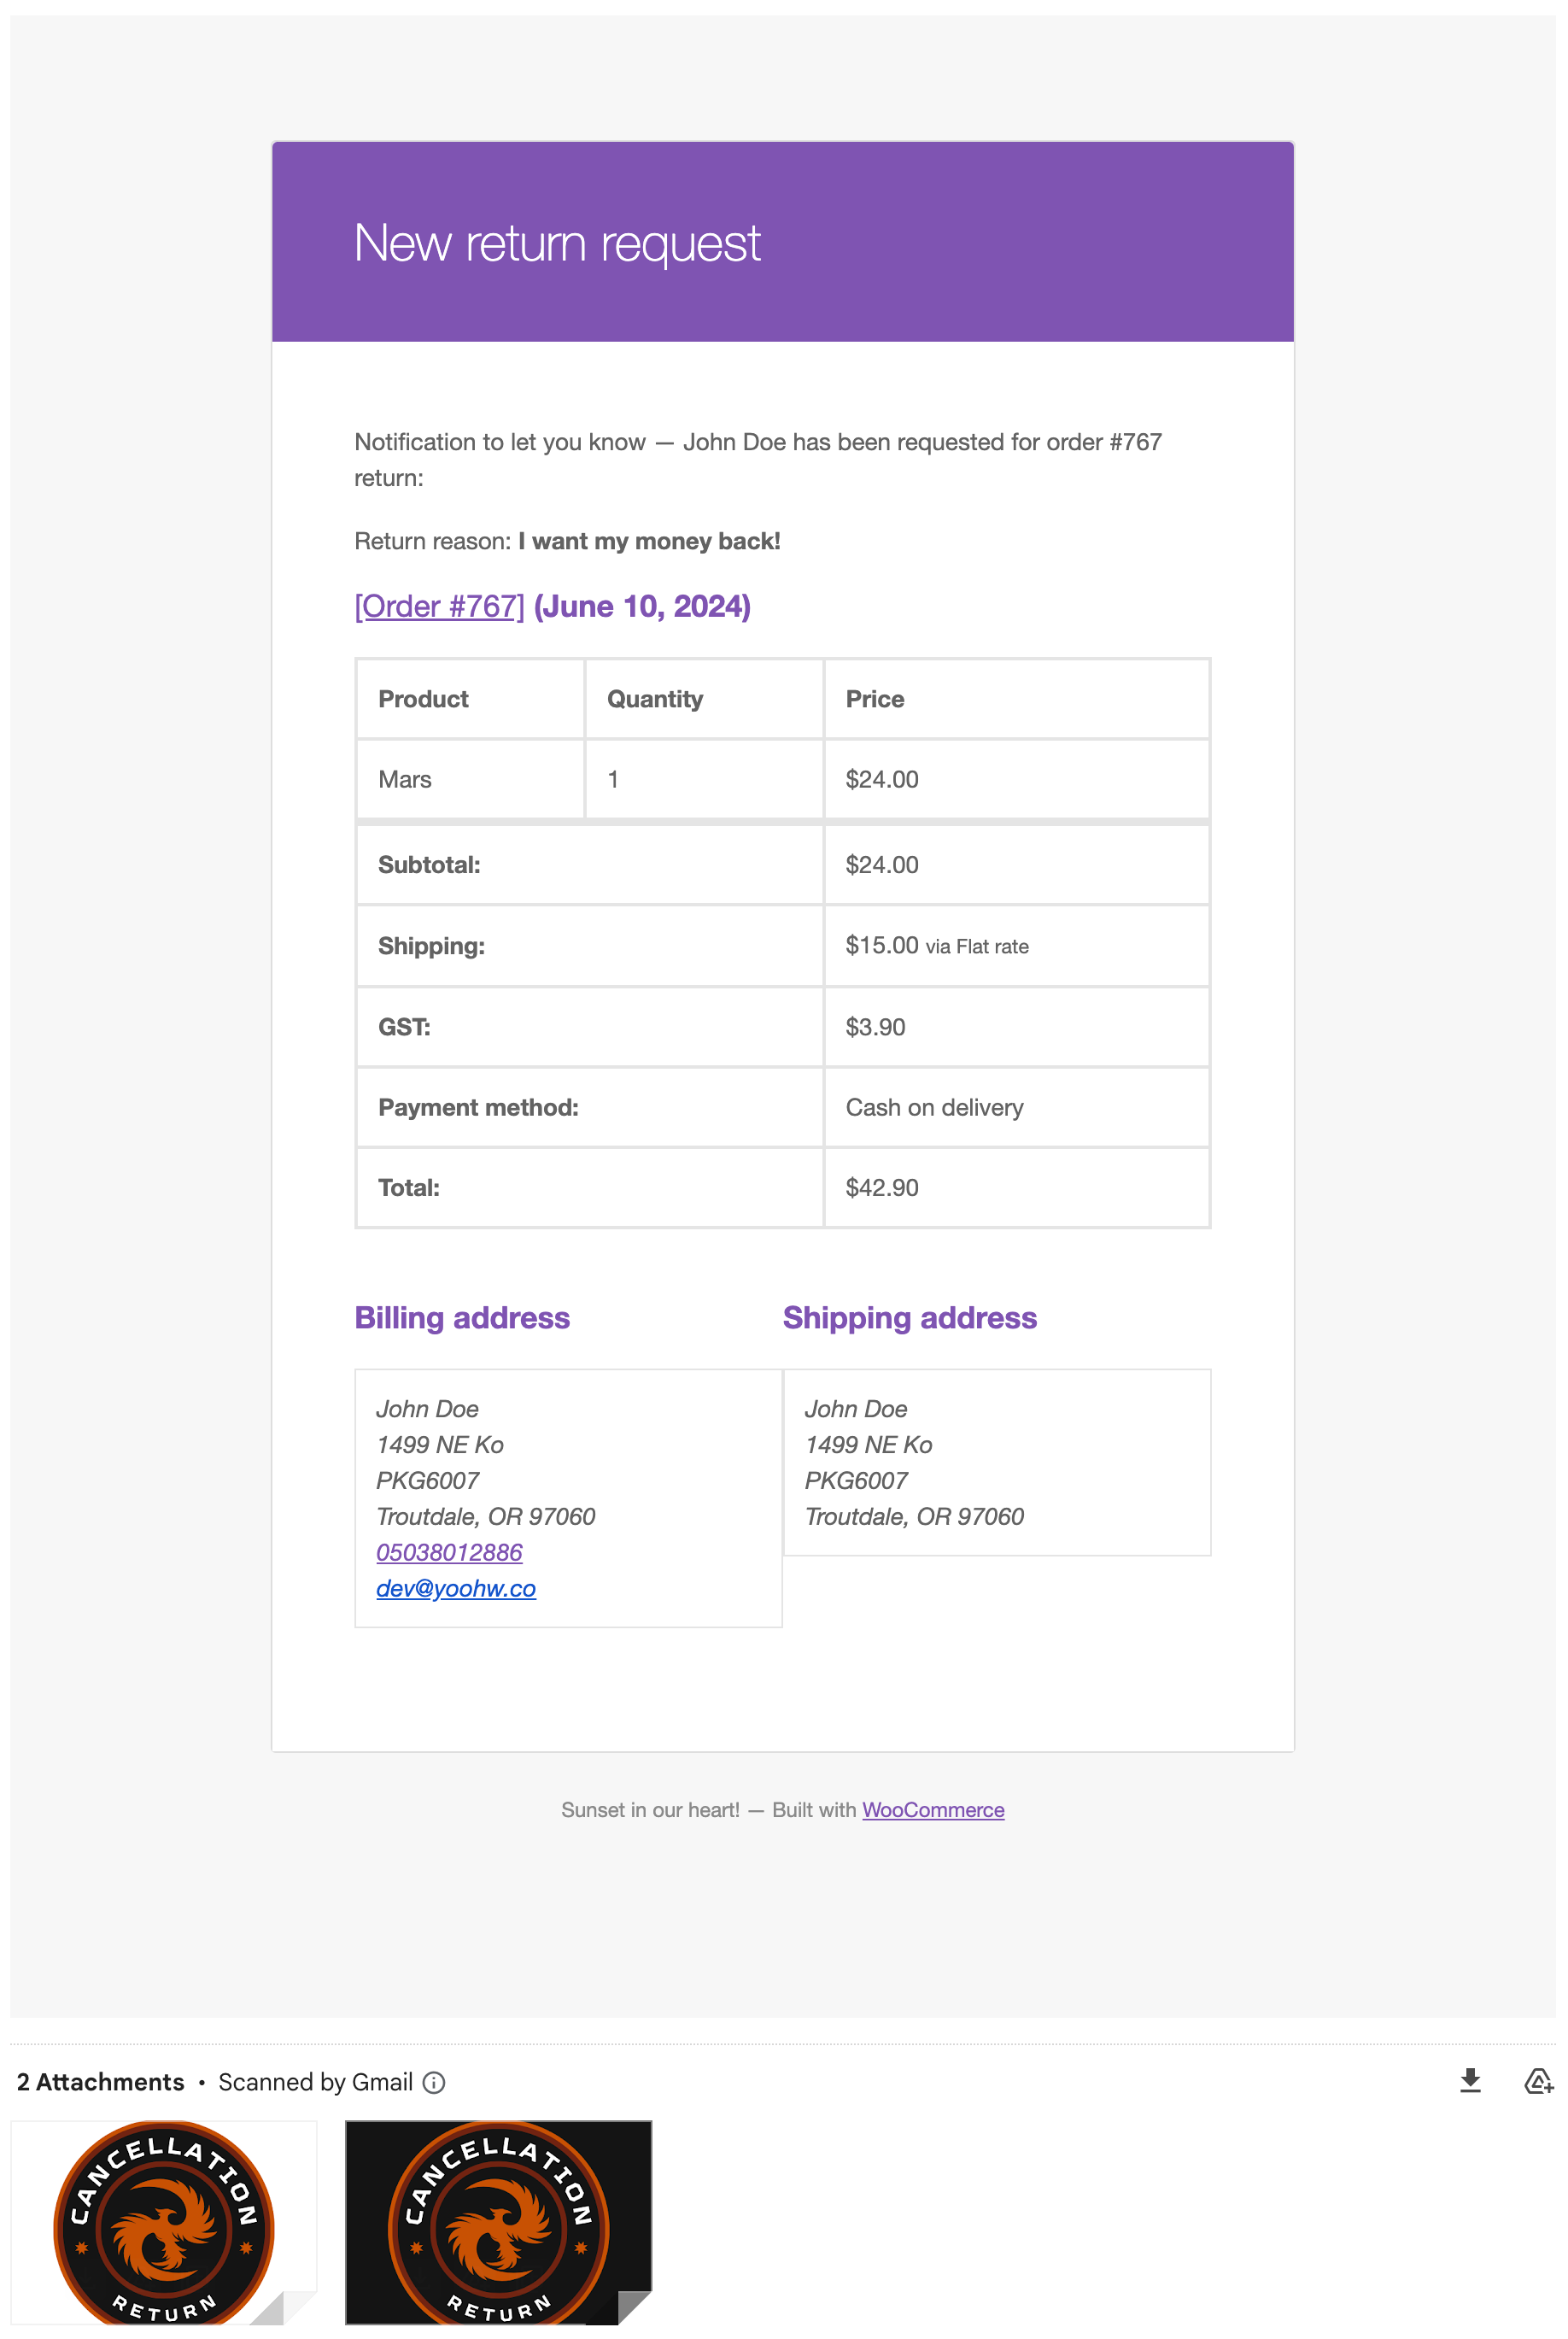 New return request
Notification to let you know — John Doe has been requested for order #767
return:
Return reason: I want my money back!
[Order #767] (June 10, 2024)
Product Quantity Price
Mars 1 $24.00
Subtotal: $24.00
Shipping: $15.00 via Flat rate
GST: $3.90
Payment method: Cash on delivery
Total: $42.90
Billing address Shipping address
John Doe
1499 NE Ko
PKG6007
Troutdale, OR 97060
05038012886
dev@yoohw.co
John Doe
1499 NE Ko
PKG6007
Troutdale, OR 97060
Sunset in our heart! — Built with WooCommerce
2 Attachments • Scanned by Gmail
CANCELLATION
RETURN
CANCELLATION
RETURN